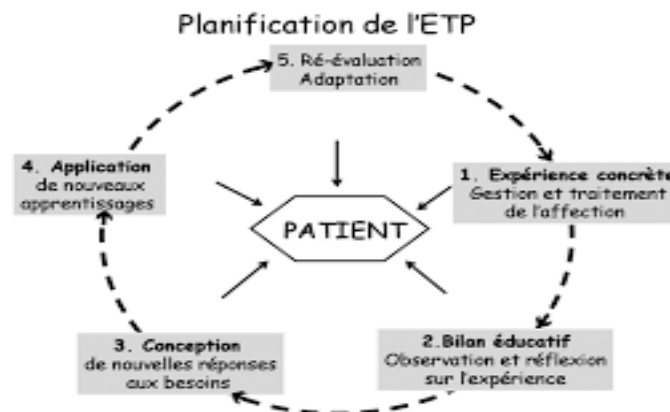 Planification de l'ETP
5. Ré-évaluation
Adaptation
1. Expérience concrète
Gestion et traitement
de l'affection
2.Bilan éducatif
Observation et réflexion
sur l'expérience
3. Conception
de nouvelles réponses
aux besoins
4. Application
de nouveaux
apprentissages
PATIENT